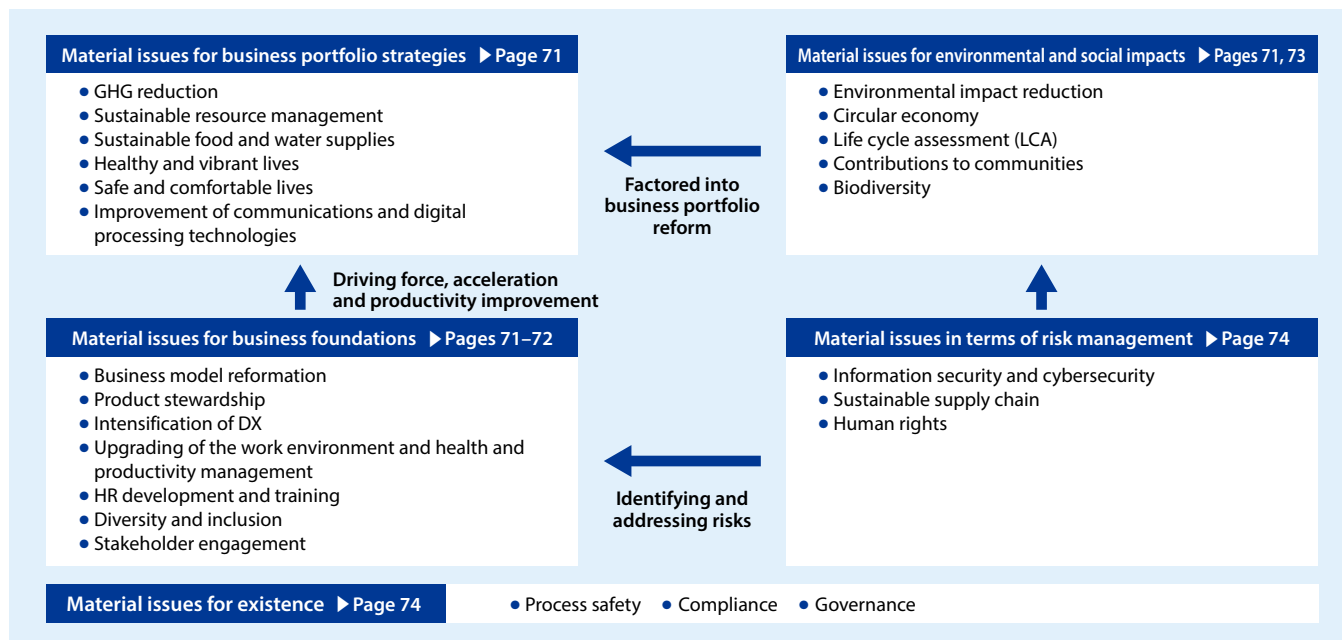 Material issues for business portfolio strategies ▶ Page 71
• GHG reduction
• Sustainable resource management
• Sustainable food and water supplies
• Healthy and vibrant lives
• Safe and comfortable lives
• Improvement of communications and digital
processing technologies
Factored into
business portfolio
reform
Material issues for environmental and social impacts ▶ Pages 71, 73
• Environmental impact reduction
• Circular economy
• Life cycle assessment (LCA)
• Contributions to communities
• Biodiversity
Driving force, acceleration
and productivity improvement
Material issues for business foundations ▶ Pages 71–72
• Business model reformation
• Product stewardship
• Intensification of DX
• Upgrading of the work environment and health and
productivity management
• HR development and training
• Diversity and inclusion
• Stakeholder engagement
Identifying and
addressing risks
Material issues in terms of risk management ▶ Page 74
• Information security and cybersecurity
• Sustainable supply chain
• Human rights
Material issues for existence ▶ Page 74
• Process safety • Compliance • Governance